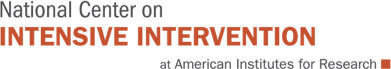 National Center on
INTENSIVE INTERVENTION
at American Institutes for Research